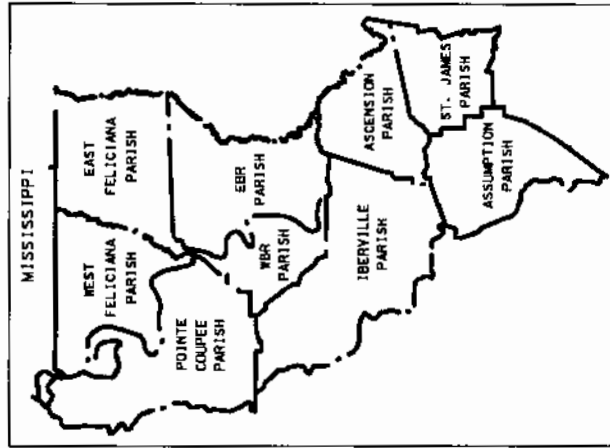 MISSISSIPPI
WEST
FELICIANA
PARISH
EAST
FELICIANA
PARISH
POINTE
COUPEE
PARISH
WBR
PARISH
EBR
PARISH
IBERVILLE
PARISH
ASCENSION
PARISH
ST. JAMES
PARISH
ASSUMPTION
PARISH